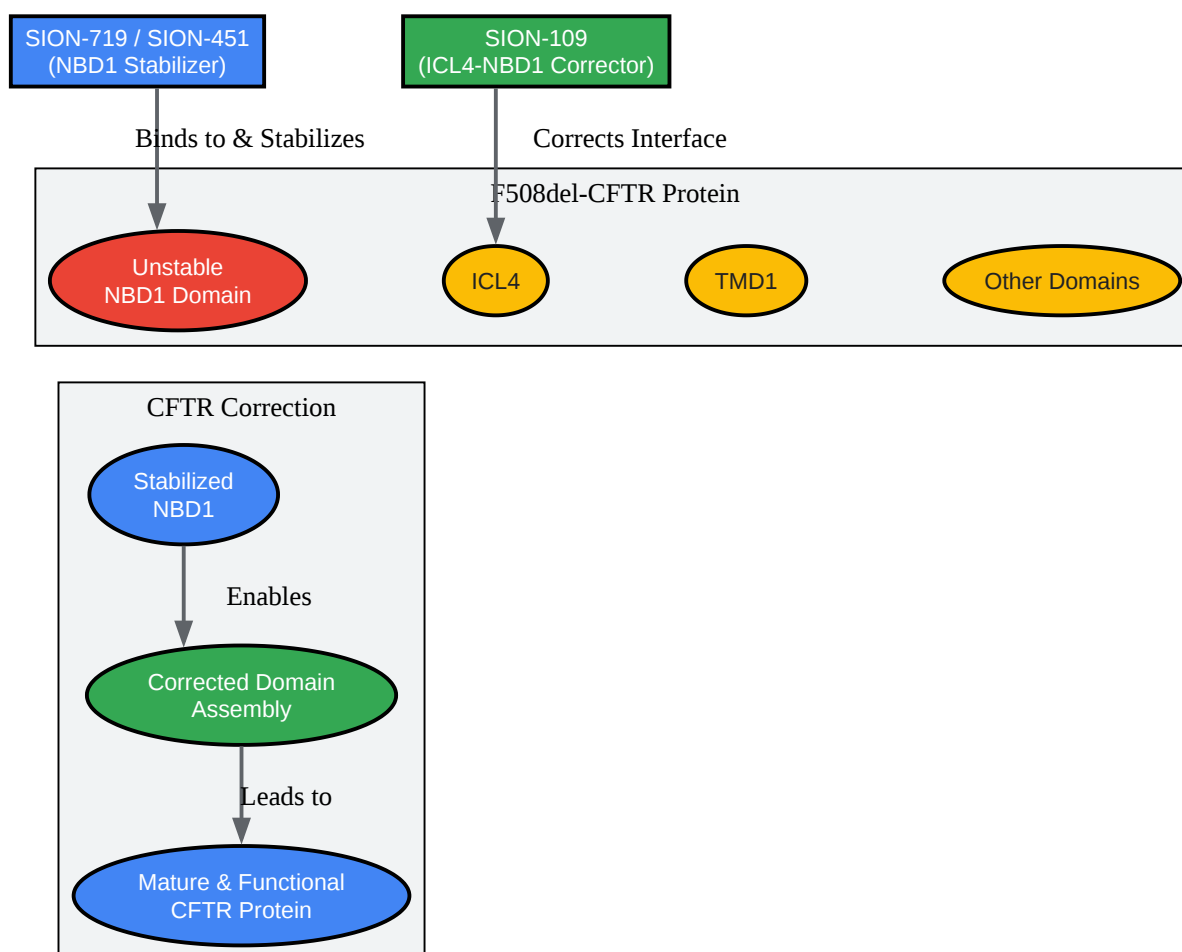 SION-719 / SION-451
(NBD1 Stabilizer)
SION-109
(ICL4-NBD1 Corrector)
Binds to & Stabilizes
Corrects Interface
F508del-CFTR Protein
Unstable
NBD1 Domain
ICL4
TMD1
Other Domains
CFTR Correction
Stabilized
NBD1
Enables
Corrected Domain
Assembly
Leads to
Mature & Functional
CFTR Protein